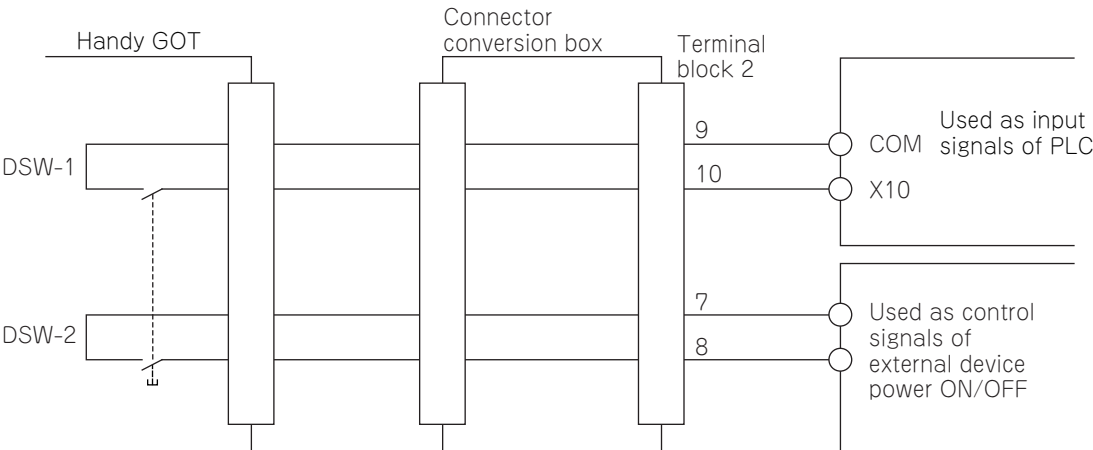 Handy GOT
Connector
conversion box
Terminal
block 2
DSW-1
9
10
COM
X10
Used as input
signals of PLC
DSW-2
7
8
Used as control
signals of
external device
power ON/OFF